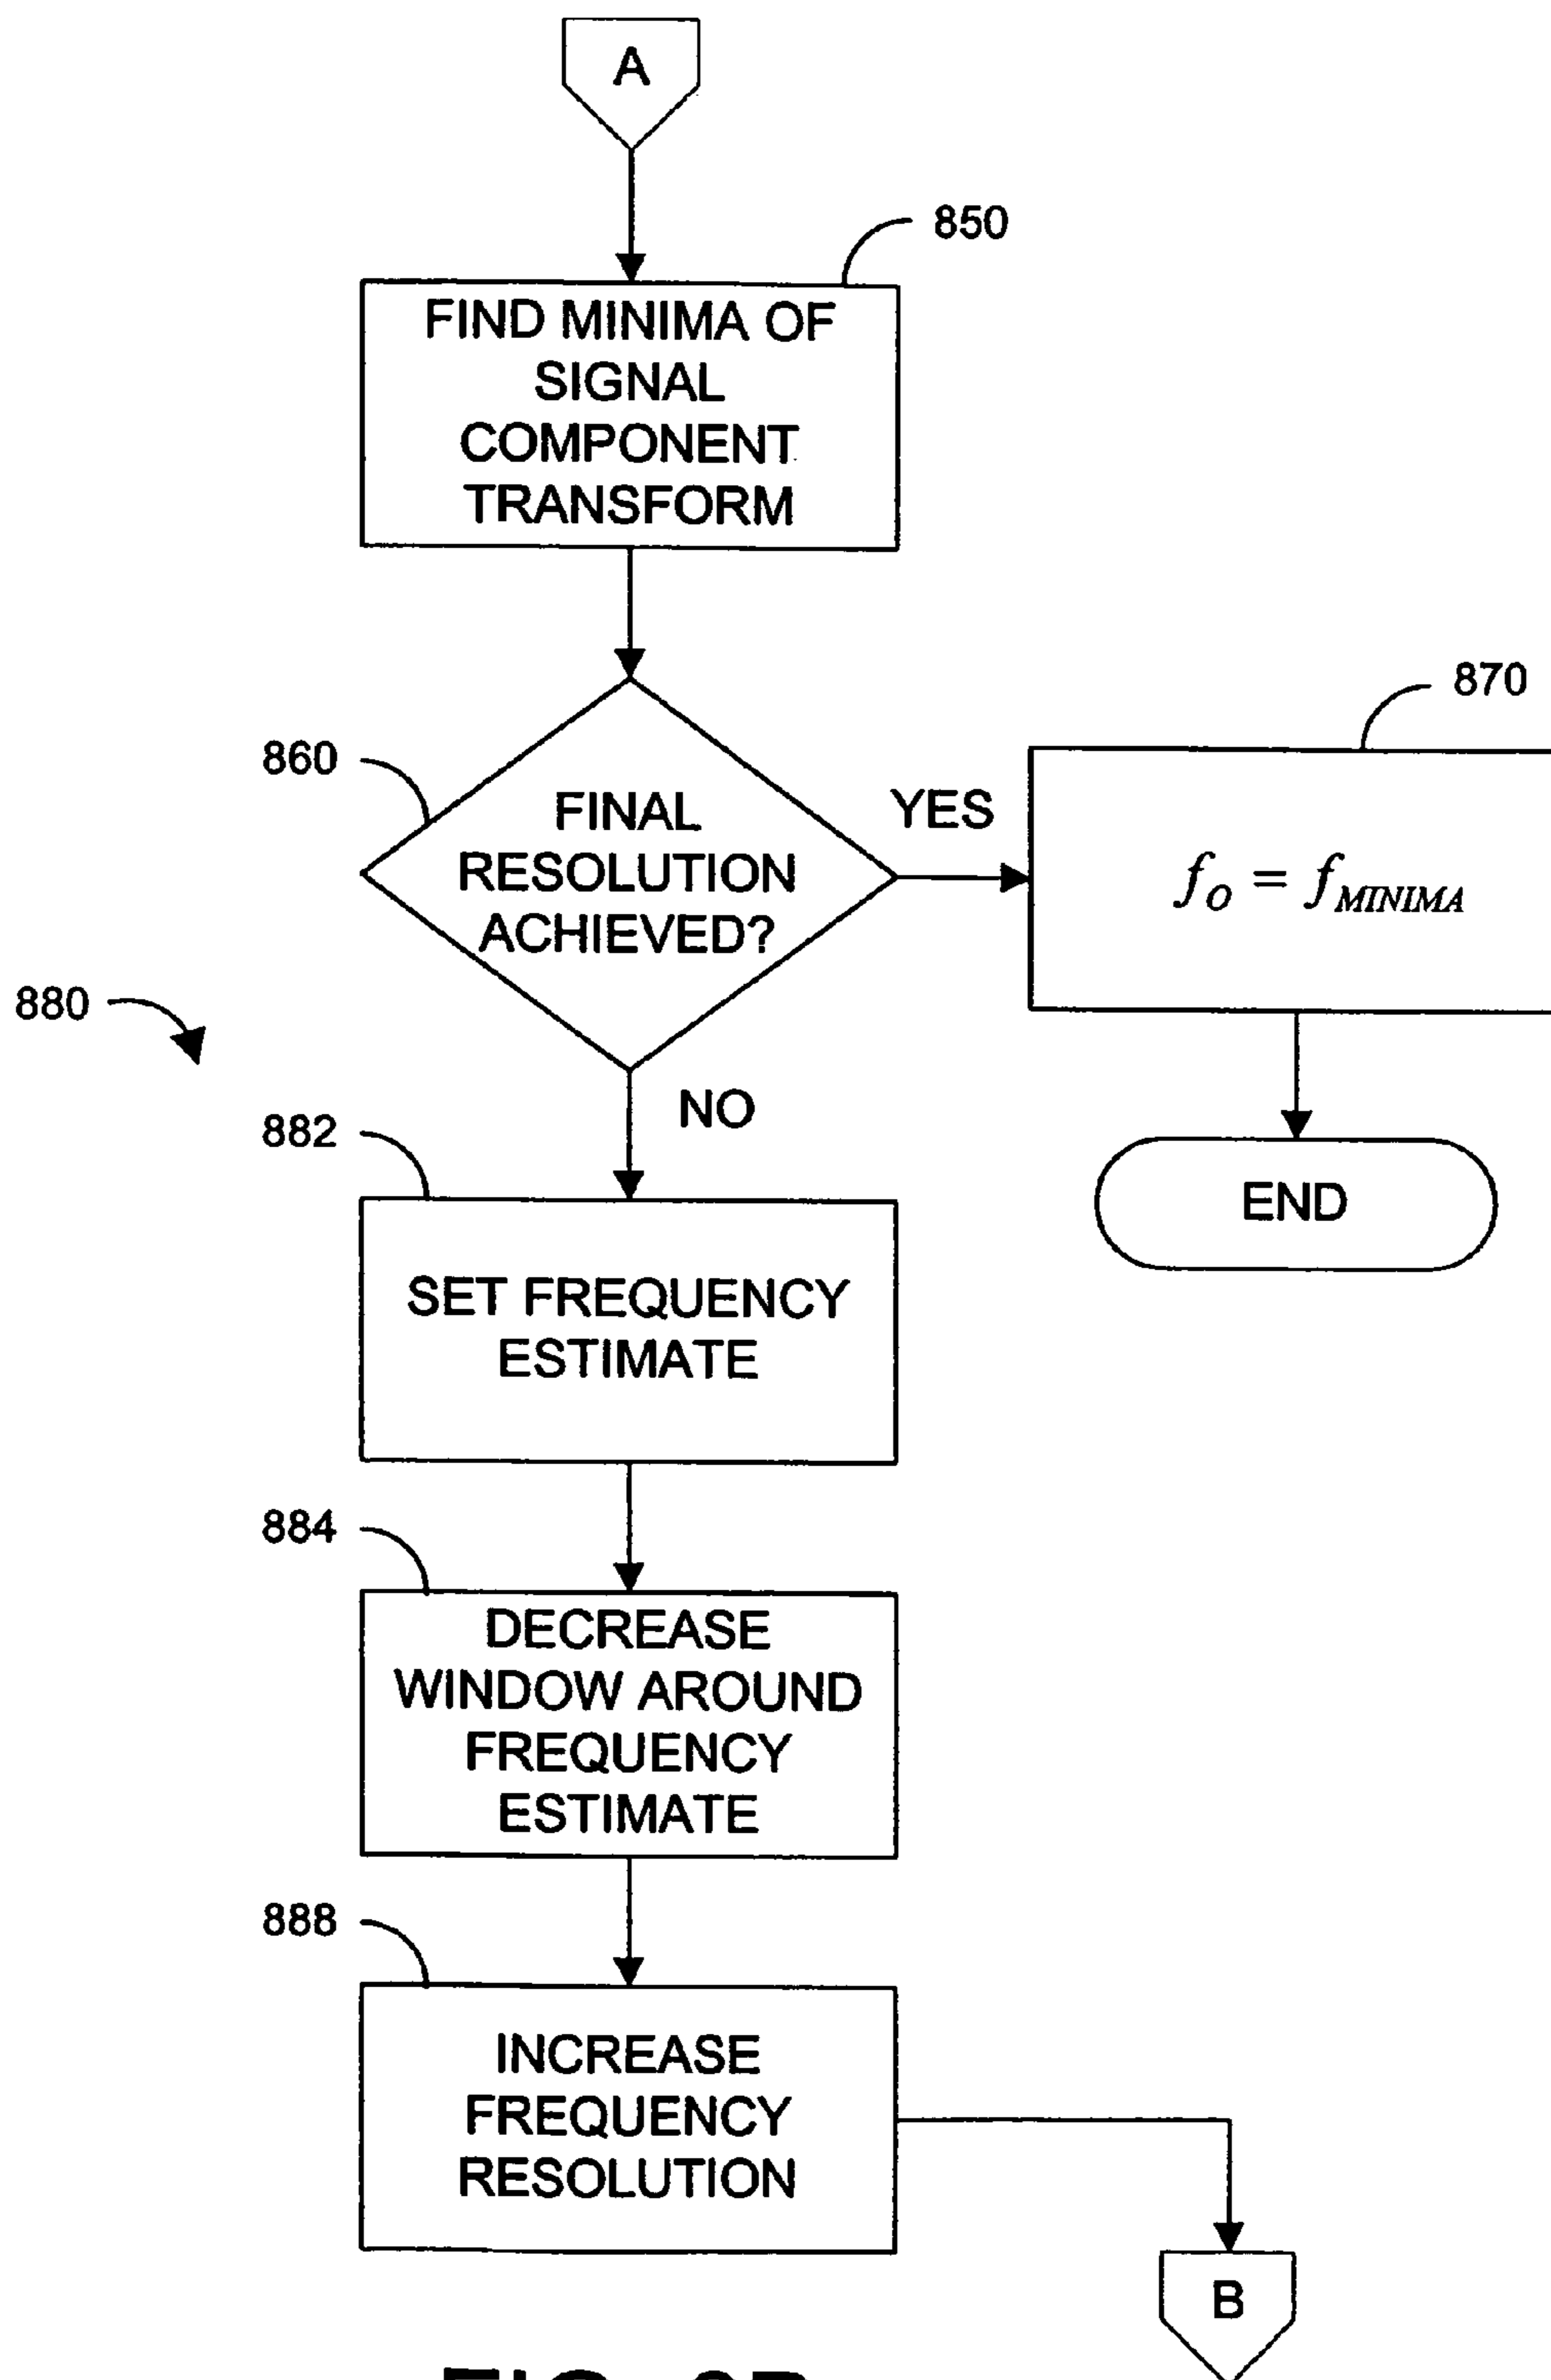 A
850
FIND MINIMA OF
SIGNAL
COMPONENT
TRANSFORM
860
FINAL
RESOLUTION
ACHIEVED?
YES
870
f_O = f_MINIMA
880
NO
END
882
SET FREQUENCY
ESTIMATE
884
DECREASE
WINDOW AROUND
FREQUENCY
ESTIMATE
888
INCREASE
FREQUENCY
RESOLUTION
B